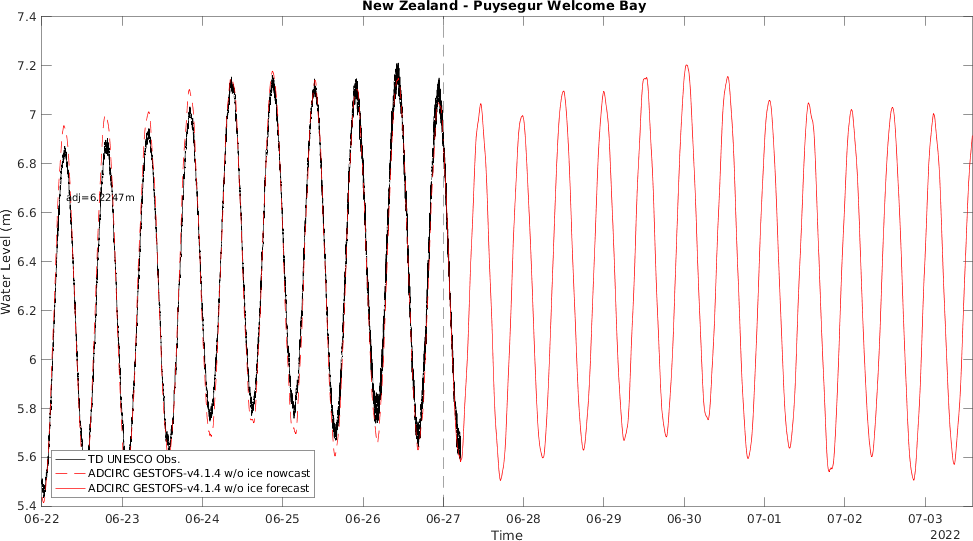 New Zealand - Puysegur Welcome Bay
7.4
7.2
7
6.8
6.6
6.4
6.2
6
5.8
5.6
5.4
Water Level (m)
adj=6.2247m
TD UNESCO Obs.
ADCIRC GESTOFS-v4.1.4 w/o ice nowcast
ADCIRC GESTOFS-v4.1.4 w/o ice forecast
06-22 06-23 06-24 06-25 06-26 06-27 06-28 06-29 06-30 07-01 07-02 07-03
Time
2022